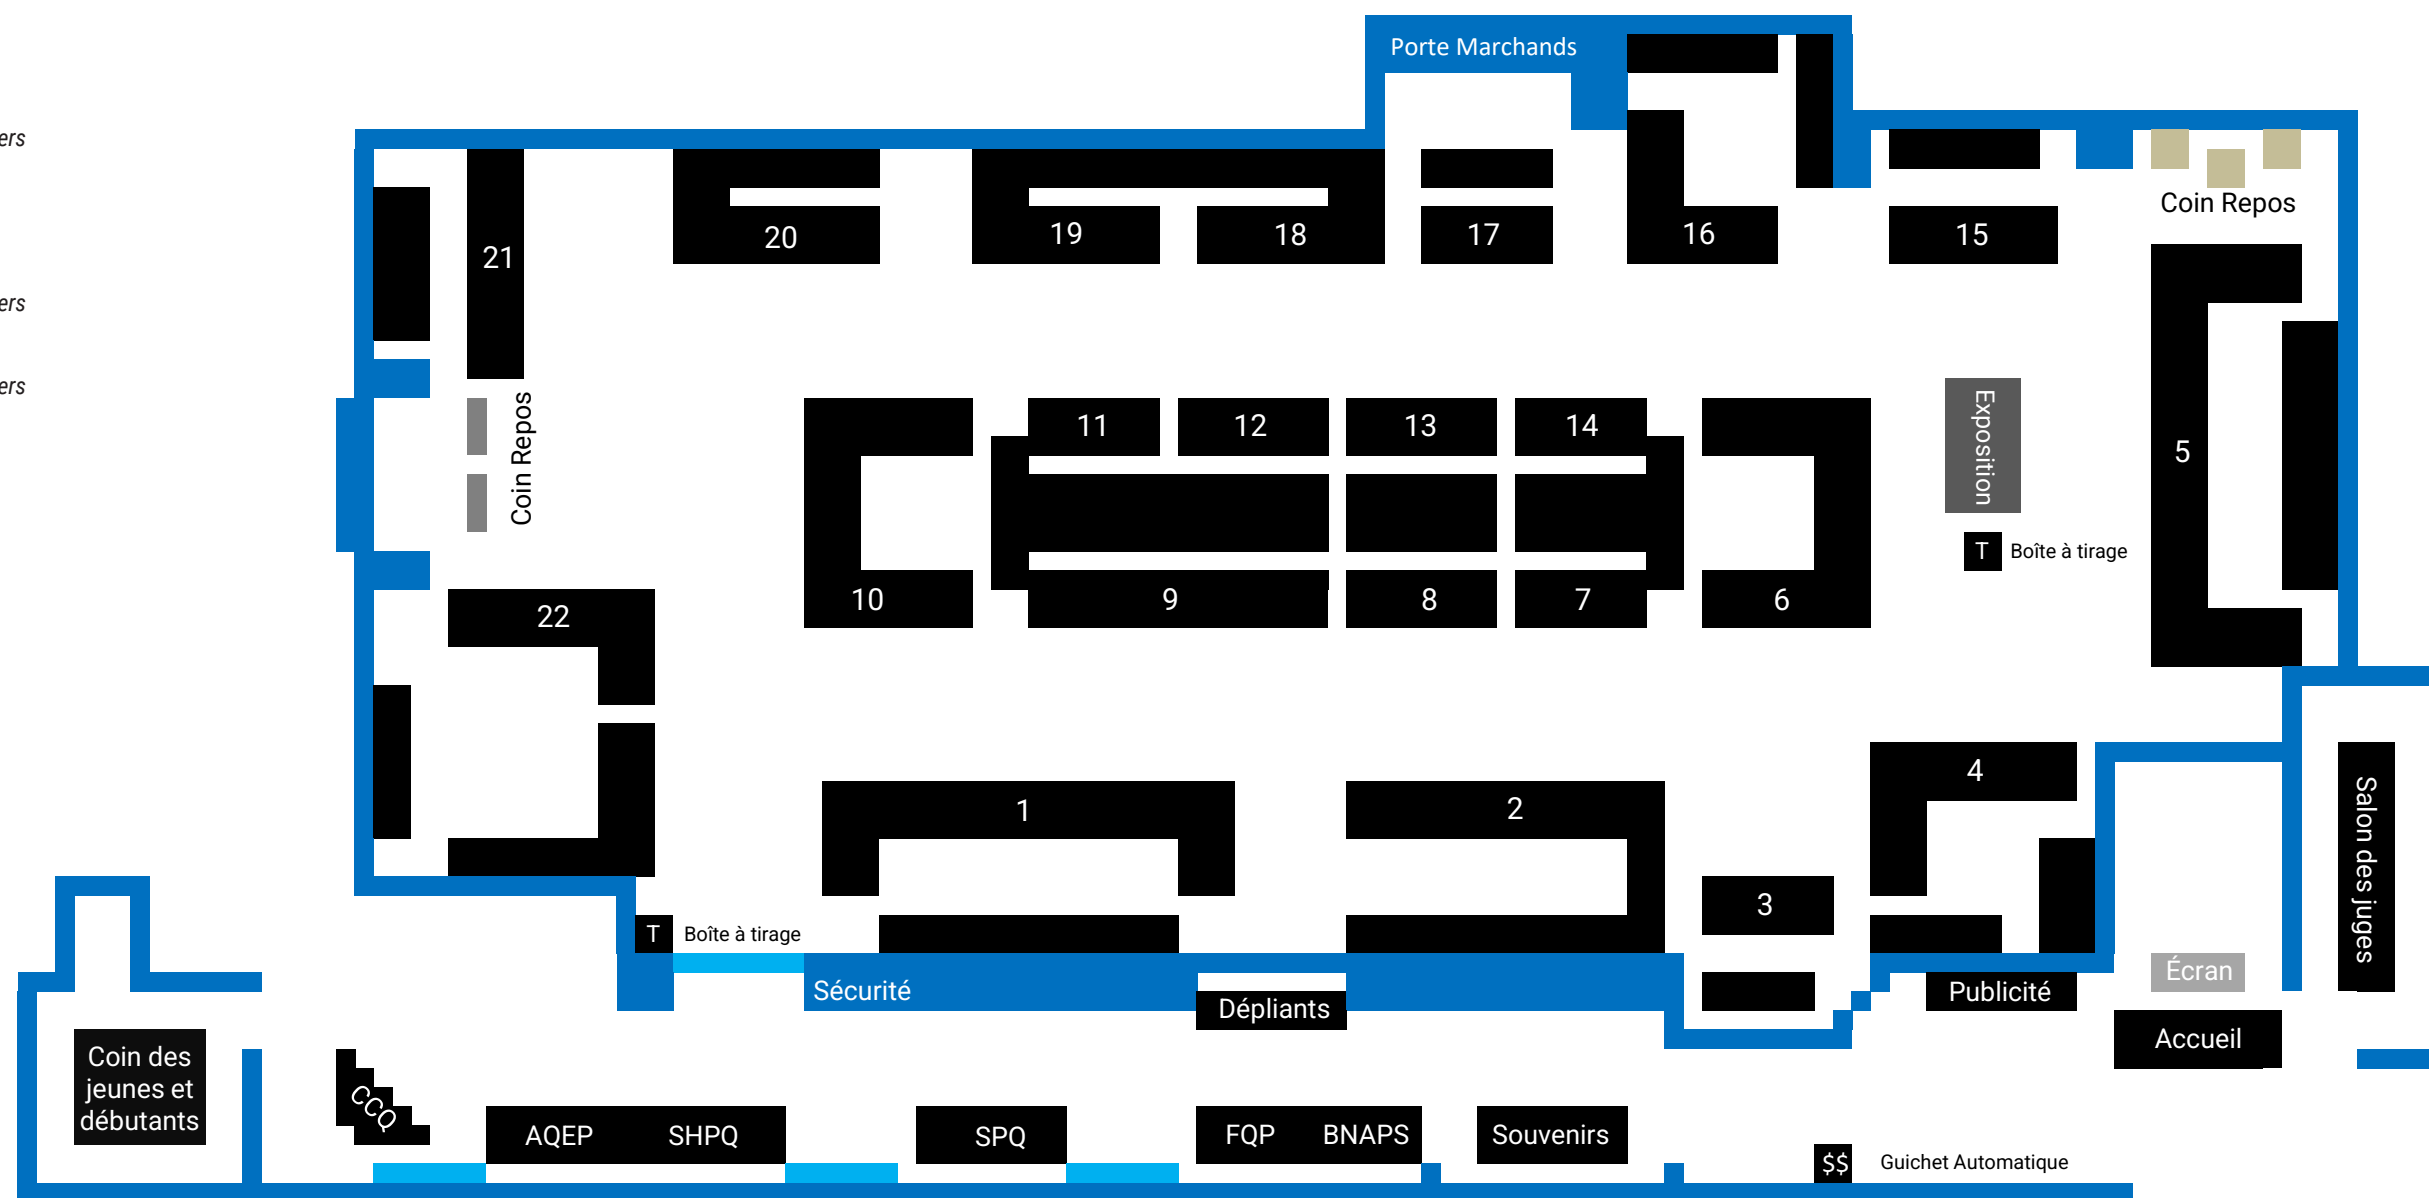 Porte Marchands
ers
Coin Repos
20
19
18
17
16
15
21
ers
ers
Coin Repos
11
12
13
14
Exposition
5
T Boîte à tirage
10
9
8
7
6
22
4
1
2
Salon des juges
3
T Boîte à tirage
Sécurité
Dépliants
Publicité
Écran
Accueil
Coin des
jeunes et
débutants
CCQ
AQEP
SHPQ
SPQ
FQP
BNAPS
Souvenirs
$$ Guichet Automatique